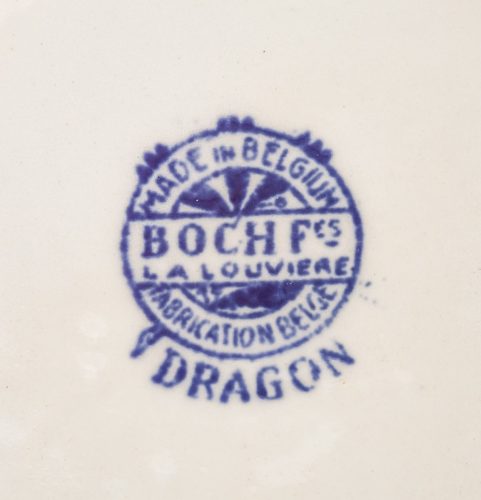 MADE IN BELGIUM
®
BOCH Fes
LA LOUVIERE
FABRICATION BELGE
DRAGON